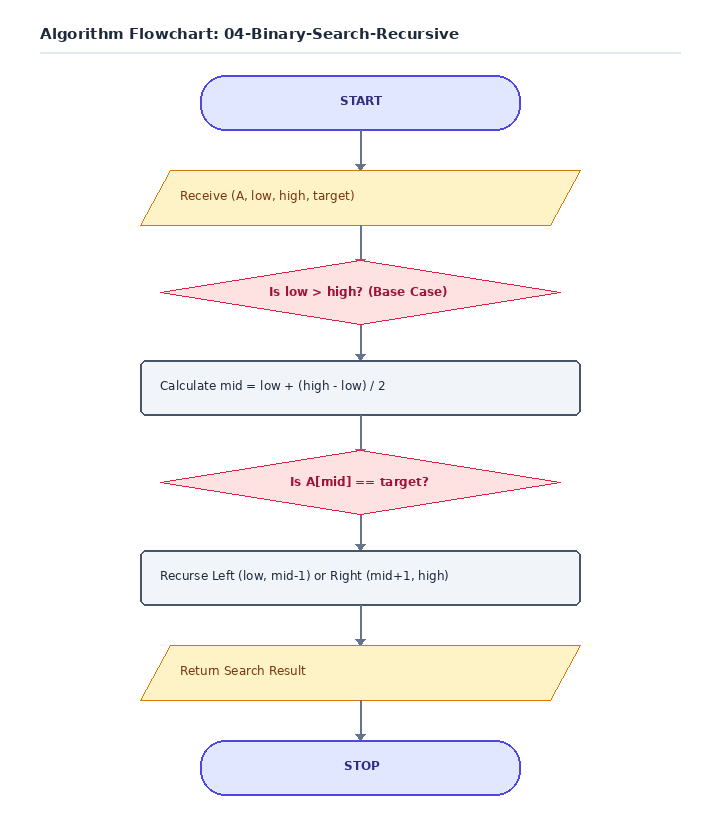 Algorithm Flowchart: 04-Binary-Search-Recursive
START
Receive (A, low, high, target)
Is low > high? (Base Case)
Calculate mid = low + (high - low) / 2
Is A[mid] == target?
Recurse Left (low, mid-1) or Right (mid+1, high)
Return Search Result
STOP